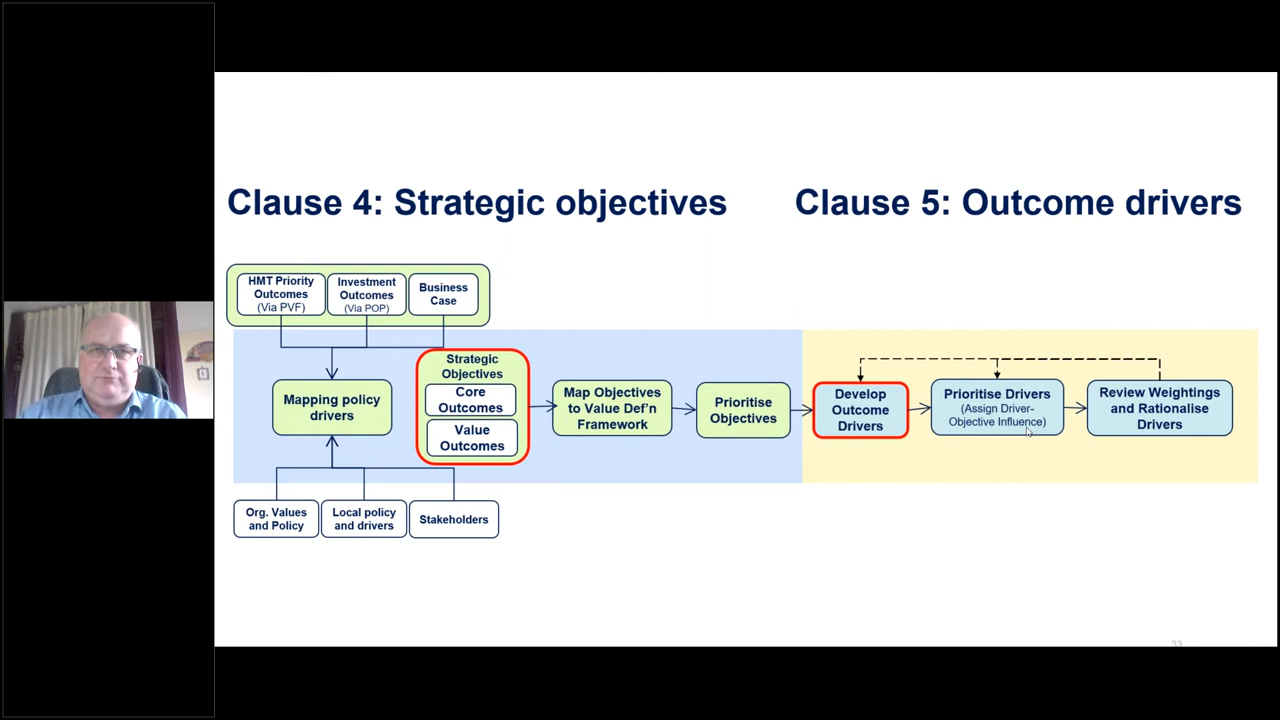 Clause 4: Strategic objectives
Clause 5: Outcome drivers
HMT Priority
Outcomes
(Via PVF)
Investment
Outcomes
(Via POP)
Business
Case
Mapping policy
drivers
Strategic
Objectives
Core
Outcomes
Value
Outcomes
Map Objectives
to Value Def'n
Framework
Prioritise
Objectives
Develop
Outcome
Drivers
Prioritise Drivers
(Assign Driver-
Objective Influence)
Review Weightings
and Rationalise
Drivers
Org. Values
and Policy
Local policy
and drivers
Stakeholders
33